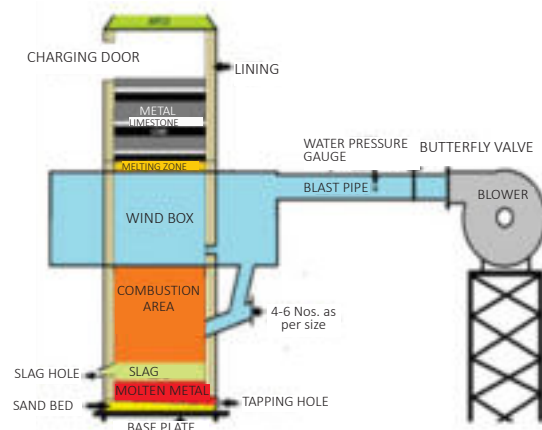 CHARGING DOOR
LINING
METAL
LIMESTONE
MELTING ZONE
WATER PRESSURE
GAUGE
BUTTERFLY VALVE
BLAST PIPE
BLOWER
WIND BOX
COMBUSTION
AREA
4-6 Nos. as
per size
SLAG HOLE
SLAG
MOLTEN METAL
SAND BED
TAPPING HOLE
BASE PLATE